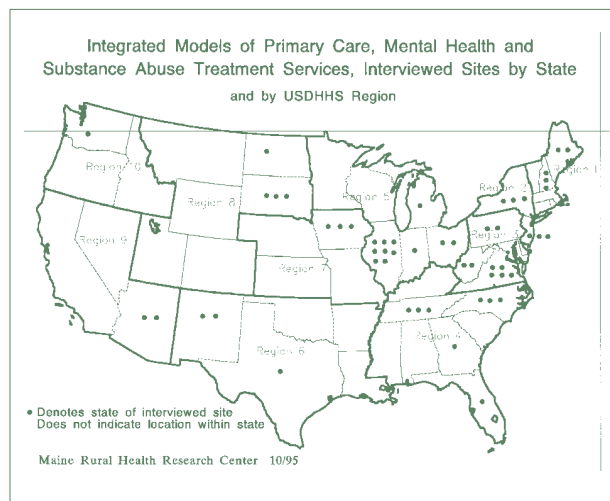 Integrated Models of Primary Care, Mental Health and
Substance Abuse Treatment Services, Interviewed Sites by State
and by USDHHS Region
Region 10
Region 1
Region 2
Region 5
Region 8
Region 3
Region 9
Region 7
Region 4
Region 6
• Denotes state of interviewed site
Does not indicate location within state
Maine Rural Health Research Center 10/95